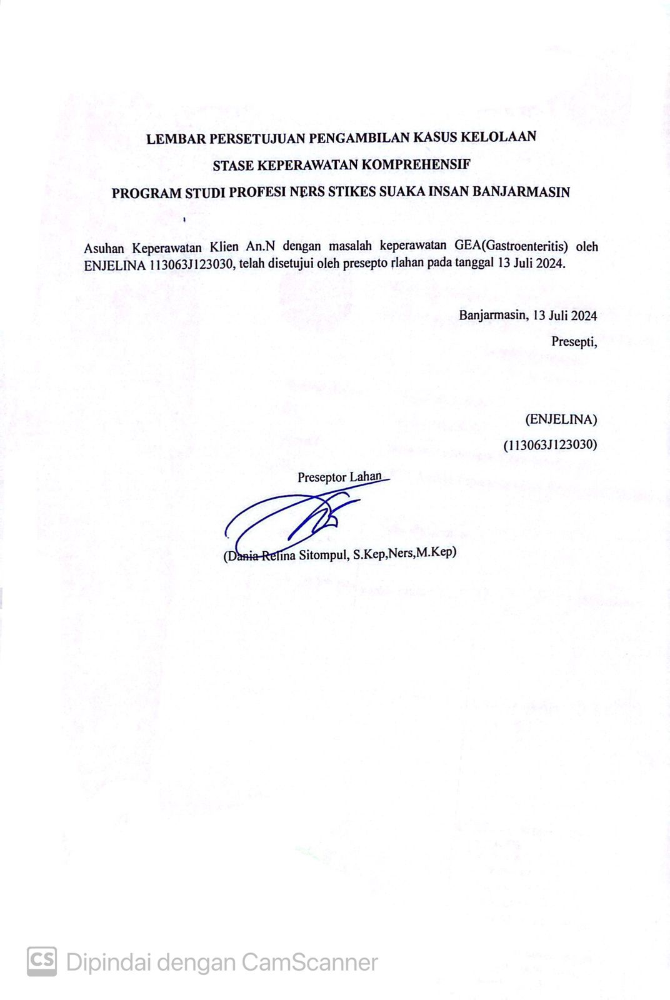 LEMBAR PERSETUJUAN PENGAMBILAN KASUS KELOLAAN
STASE KEPERAWATAN KOMPREHENSIF
PROGRAM STUDI PROFESI NERS STIKES SUAKA INSAN BANJARMASIN
Asuhan Keperawatan Klien An.N dengan masalah keperawatan GEA(Gastroenteritis) oleh
ENJELINA 113063J123030, telah disetujui oleh presepto rlahan pada tanggal 13 Juli 2024.
Banjarmasin, 13 Juli 2024
Presepti,
(ENJELINA)
(113063J123030)
Preseptor Lahan
(Dania Relina Sitompul, S.Kep,Ners,M.Kep)
CS Dipindai dengan CamScanner